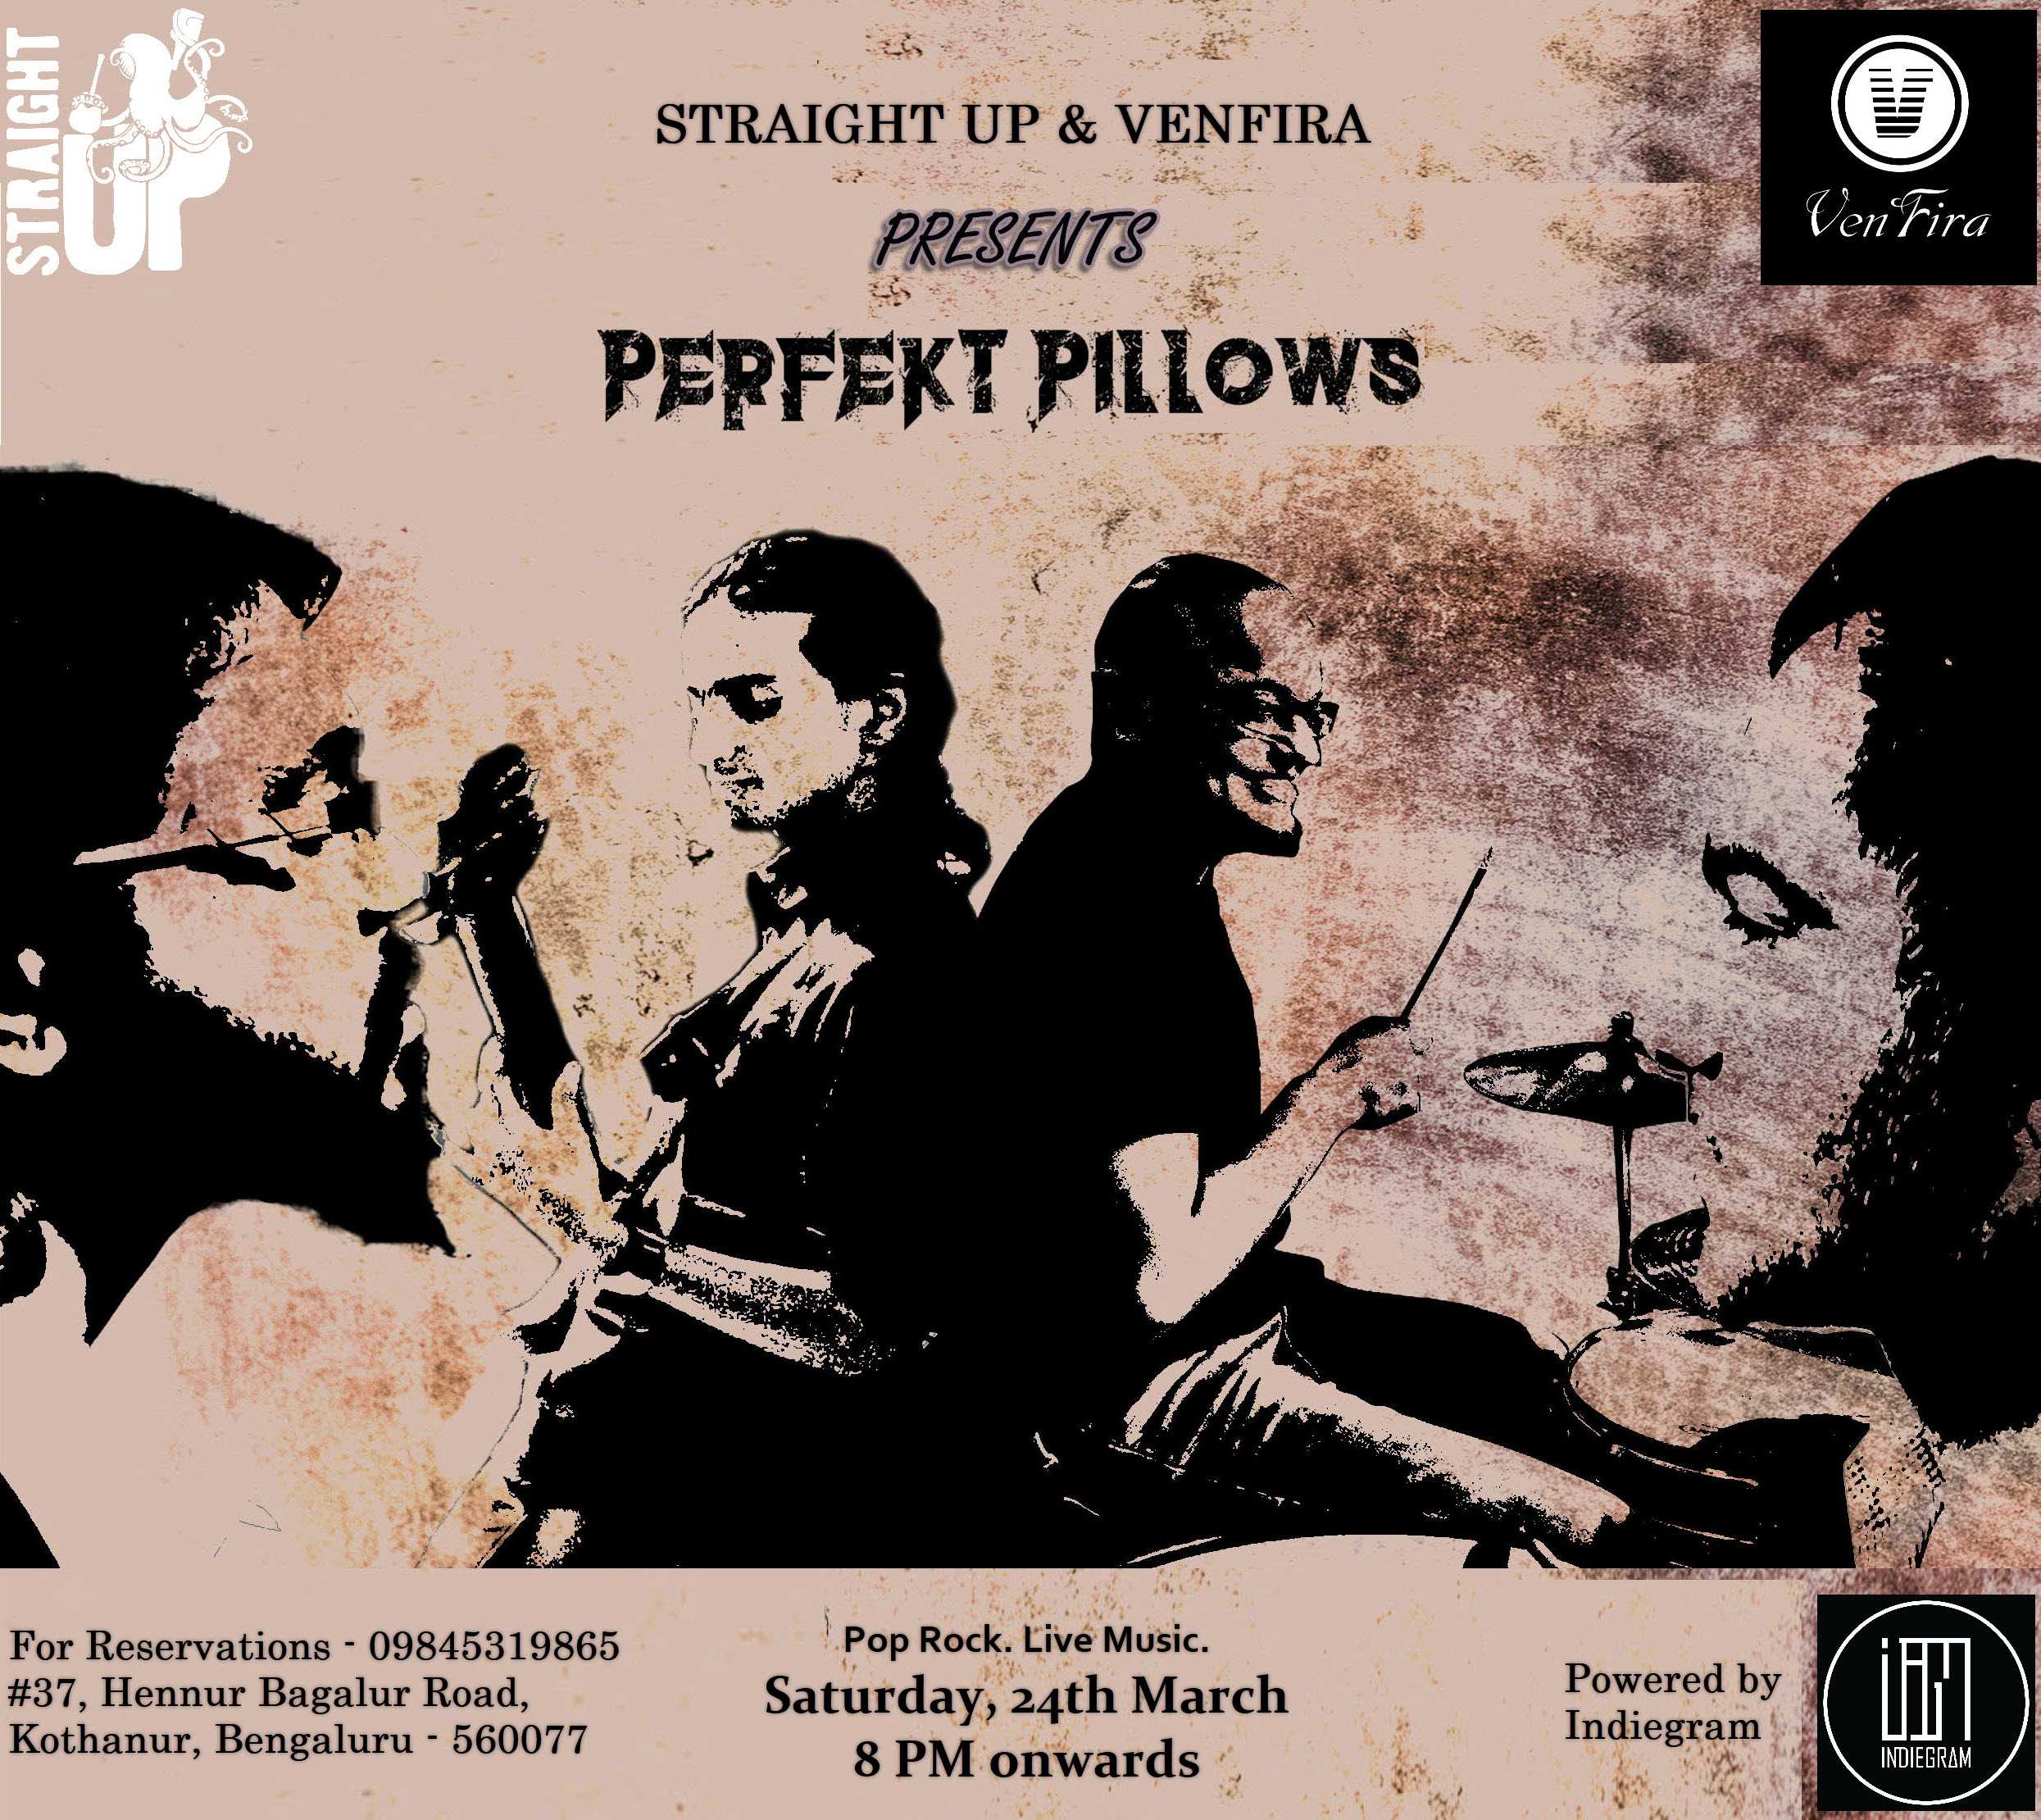 STRAIGHT
UP
STRAIGHT UP & VENFIRA
V
VenFira
PRESENTS
PERFEKT PILLOWS
For Reservations - 09845319865
#37, Hennur Bagalur Road,
Kothanur, Bengaluru - 560077
Pop Rock. Live Music.
Saturday, 24th March
8 PM onwards
Powered by
Indiegram
INDIEGRAM